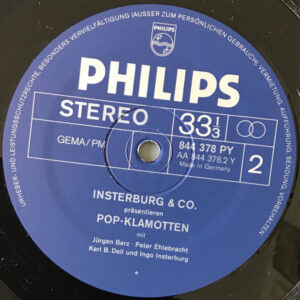 URHEBER- UND LEISTUNGSSCHUTZRECHTE, BESONDERS VERVIELFÄLTIGUNG (AUSSER ZUM PERSÖNLICHEN GEBRAUCH), VERMIETUNG, AUFFÜHRUNG, SENDUNG, VORBEHALTEN
PHILIPS
PHILIPS
STEREO
33 1/3
GEMA/PM
844 378 PY
AA 844 378.2 Y
Made in Germany
2
INSTERBURG & CO.
präsentieren
POP-KLAMOTTEN
mit
Jürgen Barz · Peter Ehlebracht
Karl B. Dall und Ingo Insterburg